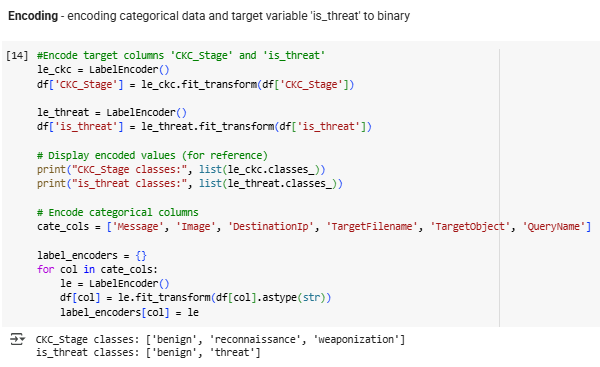 Encoding - encoding categorical data and target variable 'is_threat' to binary
[14] #Encode target columns 'CKC_Stage' and 'is_threat'
le_ckc = LabelEncoder()
df['CKC_Stage'] = le_ckc.fit_transform(df['CKC_Stage'])
le_threat = LabelEncoder()
df['is_threat'] = le_threat.fit_transform(df['is_threat'])
# Display encoded values (for reference)
print("CKC_Stage classes:", list(le_ckc.classes_))
print("is_threat classes:", list(le_threat.classes_))
# Encode categorical columns
cate_cols = ['Message', 'Image', 'DestinationIp', 'TargetFilename', 'TargetObject', 'QueryName']
label_encoders = {}
for col in cate_cols:
    le = LabelEncoder()
    df[col] = le.fit_transform(df[col].astype(str))
    label_encoders[col] = le
CKC_Stage classes: ['benign', 'reconnaissance', 'weaponization']
is_threat classes: ['benign', 'threat']